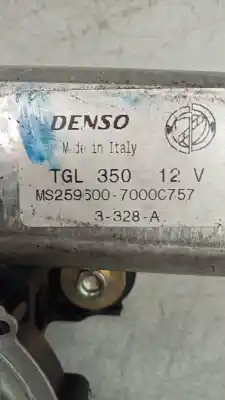 DENSO
Made in Italy
TGL 350 12 V
MS259600-7000C757
3-328-A